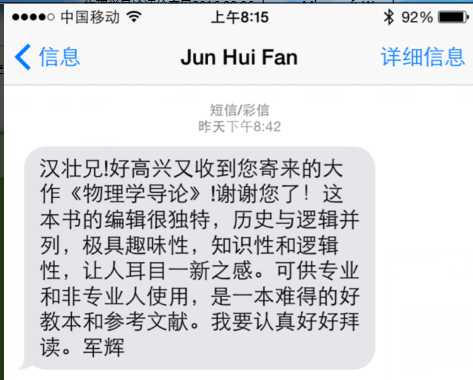 中国移动 上午8:15 92%
信息 Jun Hui Fan 详细信息
短信/彩信
昨天下午8:42
汉壮兄!好高兴又收到您寄来的大
作《物理学导论》!谢谢您了！这
本书的编辑很独特，历史与逻辑并
列，极具趣味性，知识性和逻辑
性，让人耳目一新之感。可供专业
和非专业人使用，是一本难得的好
教本和参考文献。我要认真好好拜
读。军辉